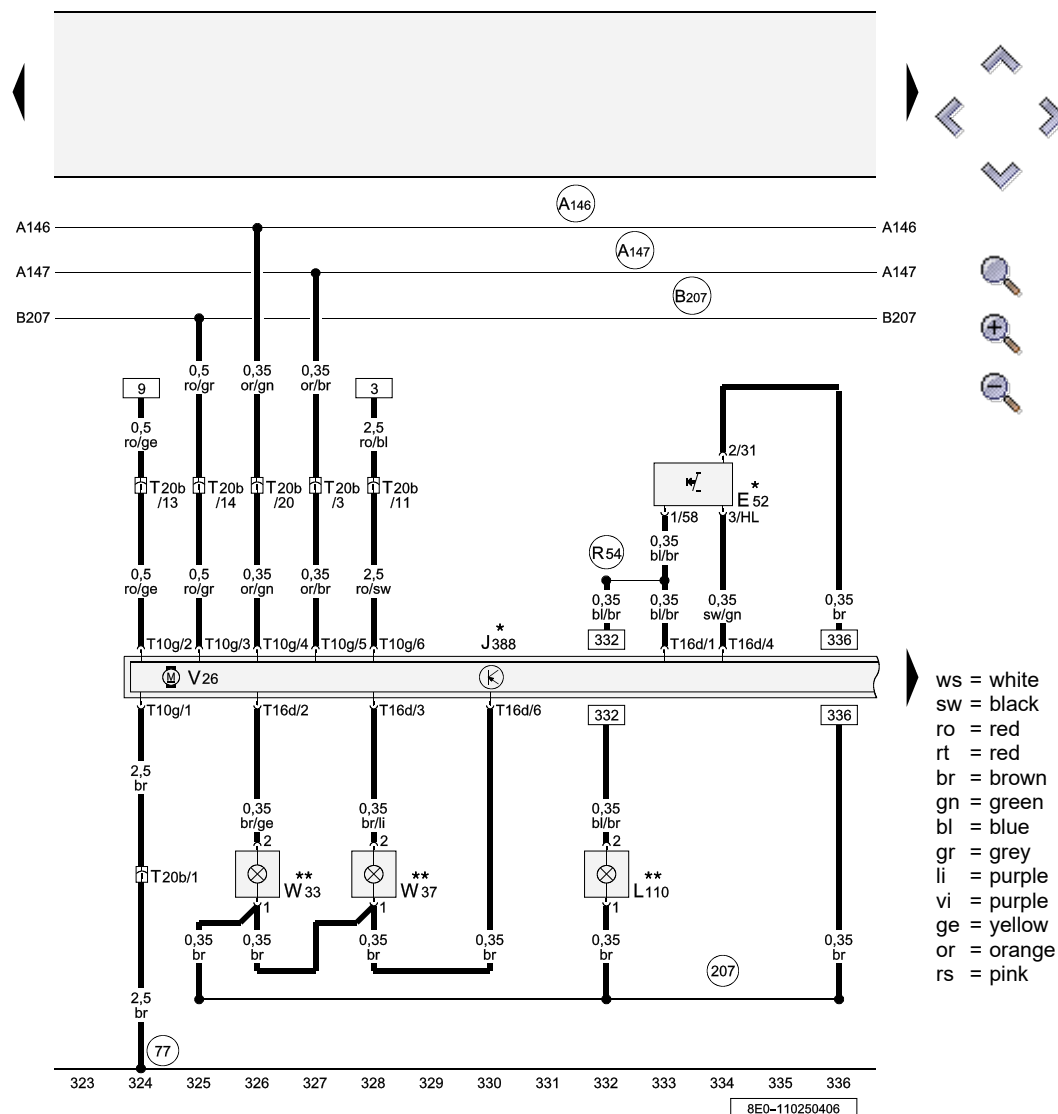 A146
A146 A146
A147
A147 A147
B207
B207 B207
9 0,5 0,35 0,35 3
ro/gr or/gn or/br
0,5 2,5
ro/ge ro/bl
2/31
T20b T20b T20b T20b T20b
/13 /14 /20 /3 /11
*
E52
1/58 3/HL
0,35
bl/br
R54
0,5 0,5 0,35 0,35 2,5 0,35 0,35 0,35 0,35
ro/ge ro/gr or/gn or/br ro/sw bl/br bl/br sw/gn br
*
T10g/2 T10g/3 T10g/4 T10g/5 T10g/6 J388 332 T16d/1 T16d/4 336
M V26
T10g/1 T16d/2 T16d/3 T16d/6 332 336
2,5
br
0,35 0,35 0,35
br/ge br/li bl/br
2 2 2
T20b/1
** ** **
W33 W37 L110
1 1 1
0,35 0,35 0,35 0,35 0,35 0,35
br br br br br br
207
2,5
br
77
323 324 325 326 327 328 329 330 331 332 333 334 335 336
8E0-110250406
ws = white
sw = black
ro = red
rt = red
br = brown
gn = green
bl = blue
gr = grey
li = purple
vi = purple
ge = yellow
or = orange
rs = pink